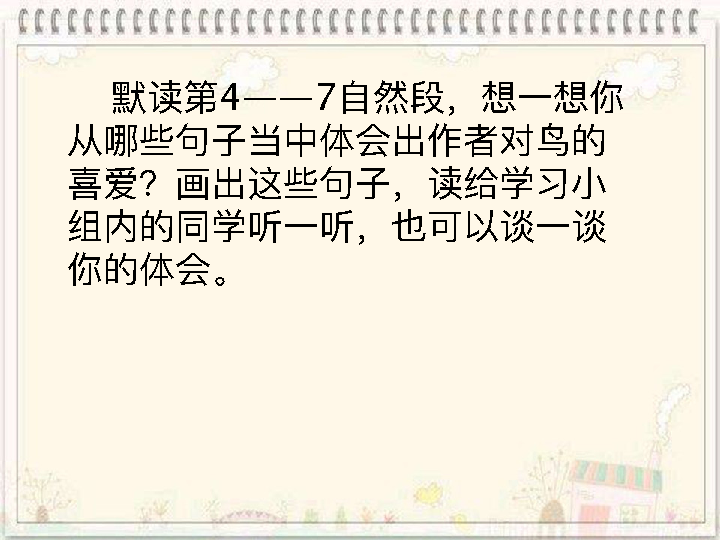 默读第4——7自然段，想一想你
从哪些句子当中体会出作者对鸟的
喜爱？画出这些句子，读给学习小
组内的同学听一听，也可以谈一谈
你的体会。